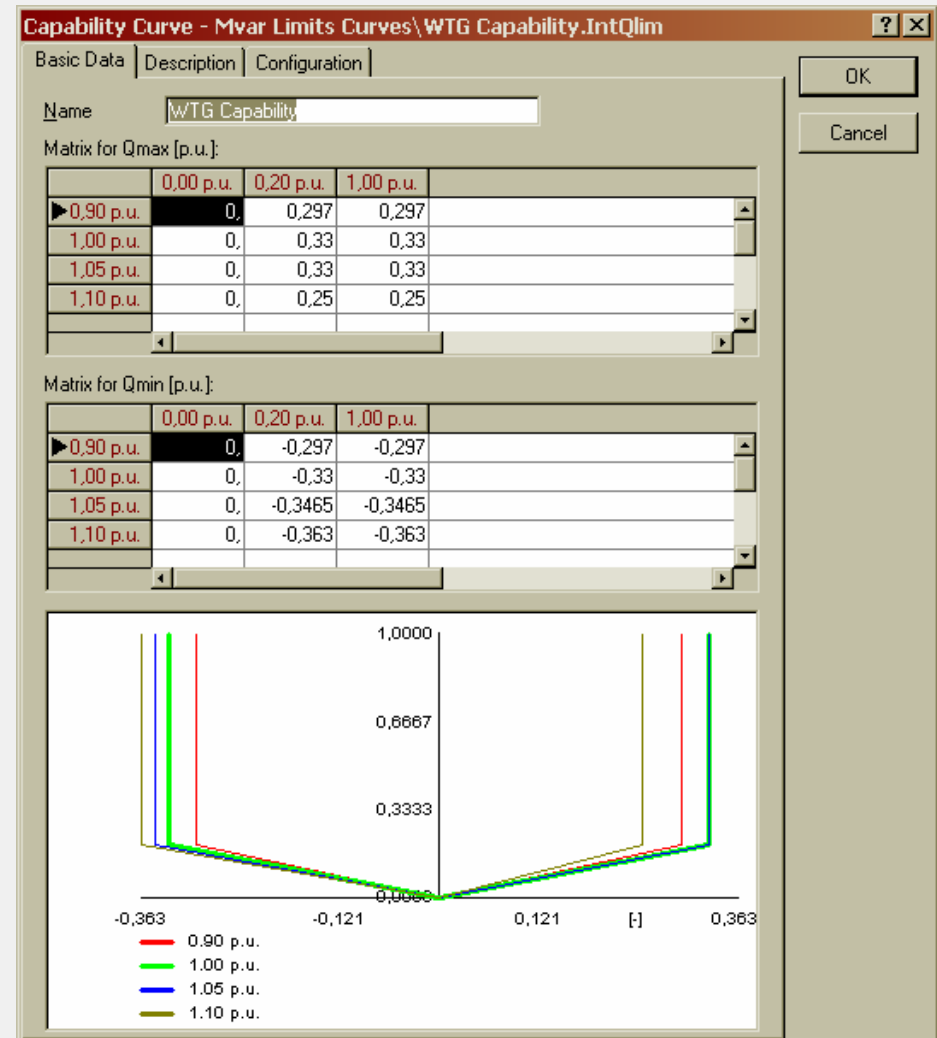 Capability Curve - Mvar Limits Curves\WTG Capability.IntQlim ? ×
Basic Data Description Configuration
OK
Cancel
Name WTG Capability
Matrix for Qmax [p.u.]:
0,00 p.u. 0,20 p.u. 1,00 p.u.
0,90 p.u. 0, 0,297 0,297
1,00 p.u. 0, 0,33 0,33
1,05 p.u. 0, 0,33 0,33
1,10 p.u. 0, 0,25 0,25
Matrix for Qmin [p.u.]:
0,00 p.u. 0,20 p.u. 1,00 p.u.
0,90 p.u. 0, -0,297 -0,297
1,00 p.u. 0, -0,33 -0,33
1,05 p.u. 0, -0,3465 -0,3465
1,10 p.u. 0, -0,363 -0,363
1,0000
0,6667
0,3333
0,0000
-0,363 -0,121 0,121 [-] 0,363
0.90 p.u.
1.00 p.u.
1.05 p.u.
1.10 p.u.